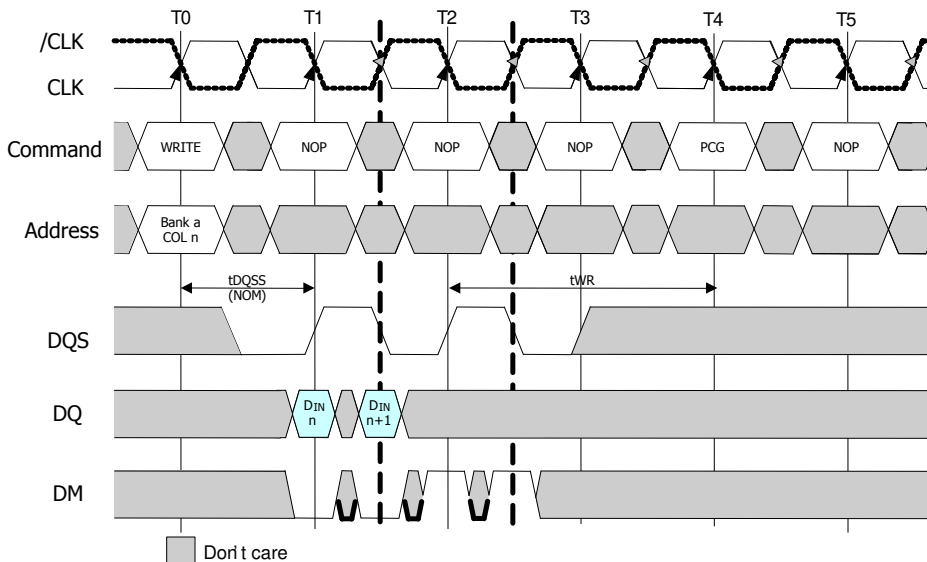 T0 T1 T2 T3 T4 T5
/CLK
CLK
Command WRITE NOP NOP NOP PCG NOP
Address Bank a
COL n
tDQSS
(NOM)
tWR
DQS
DQ DIN
n
DIN
n+1
DM
Don't care